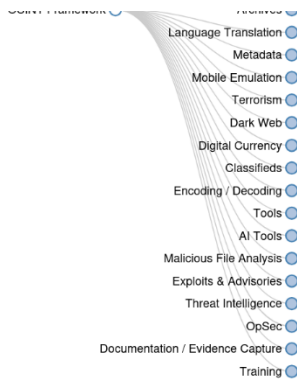 Archives
Language Translation
Metadata
Mobile Emulation
Terrorism
Dark Web
Digital Currency
Classifieds
Encoding / Decoding
Tools
AI Tools
Malicious File Analysis
Exploits & Advisories
Threat Intelligence
OpSec
Documentation / Evidence Capture
Training